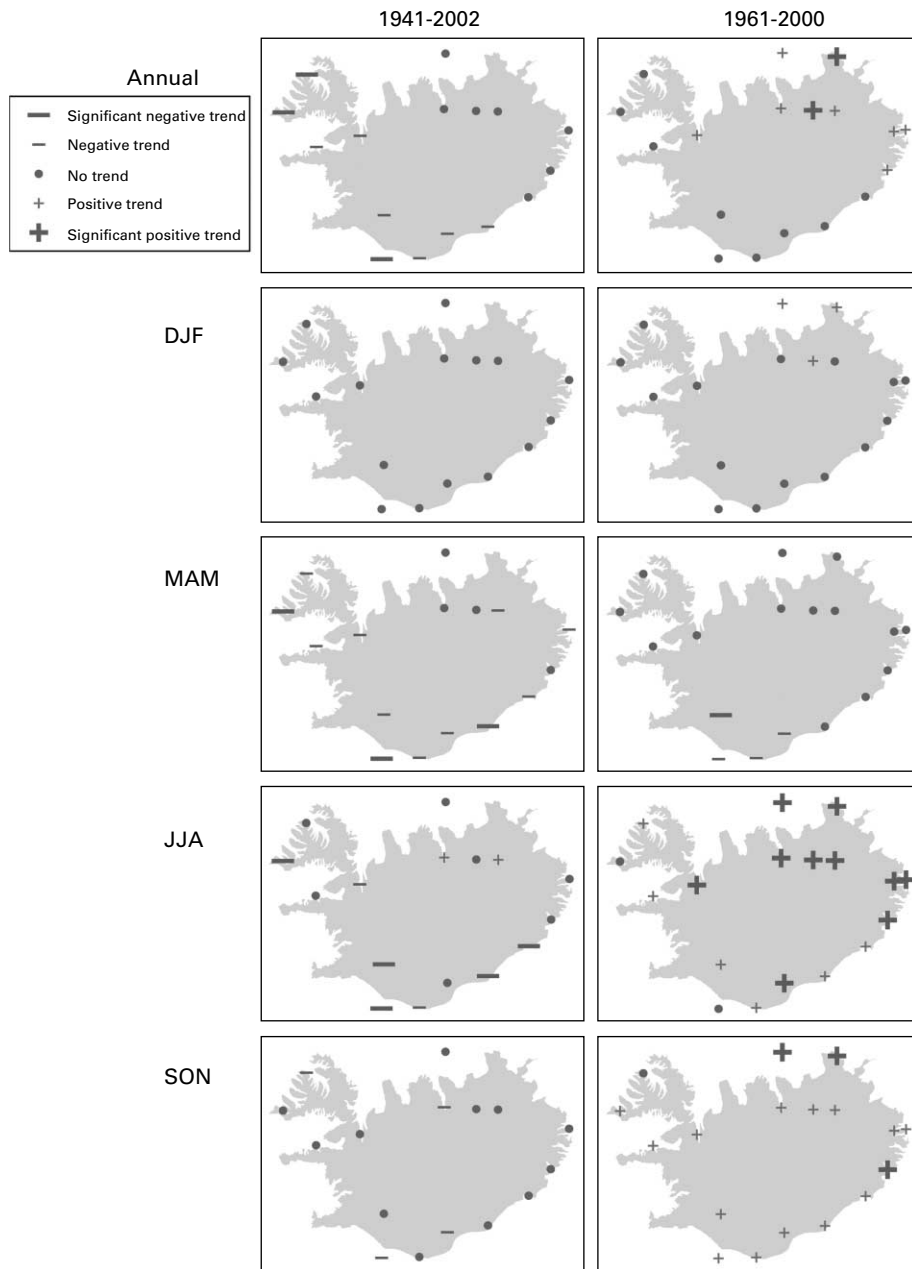 1941-2002
1961-2000
Annual
Significant negative trend
Negative trend
No trend
Positive trend
Significant positive trend
DJF
MAM
JJA
SON